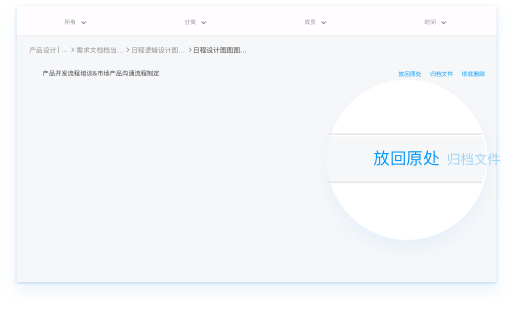 所有 分类 成员 时间
产品设计 | ... > 需求文档档当... > 日程逻辑设计图... > 日程设计图图图...
产品开发流程培训&市场产品沟通流程制定 放回原处 归档文件 彻底删除
放回原处 归档文件